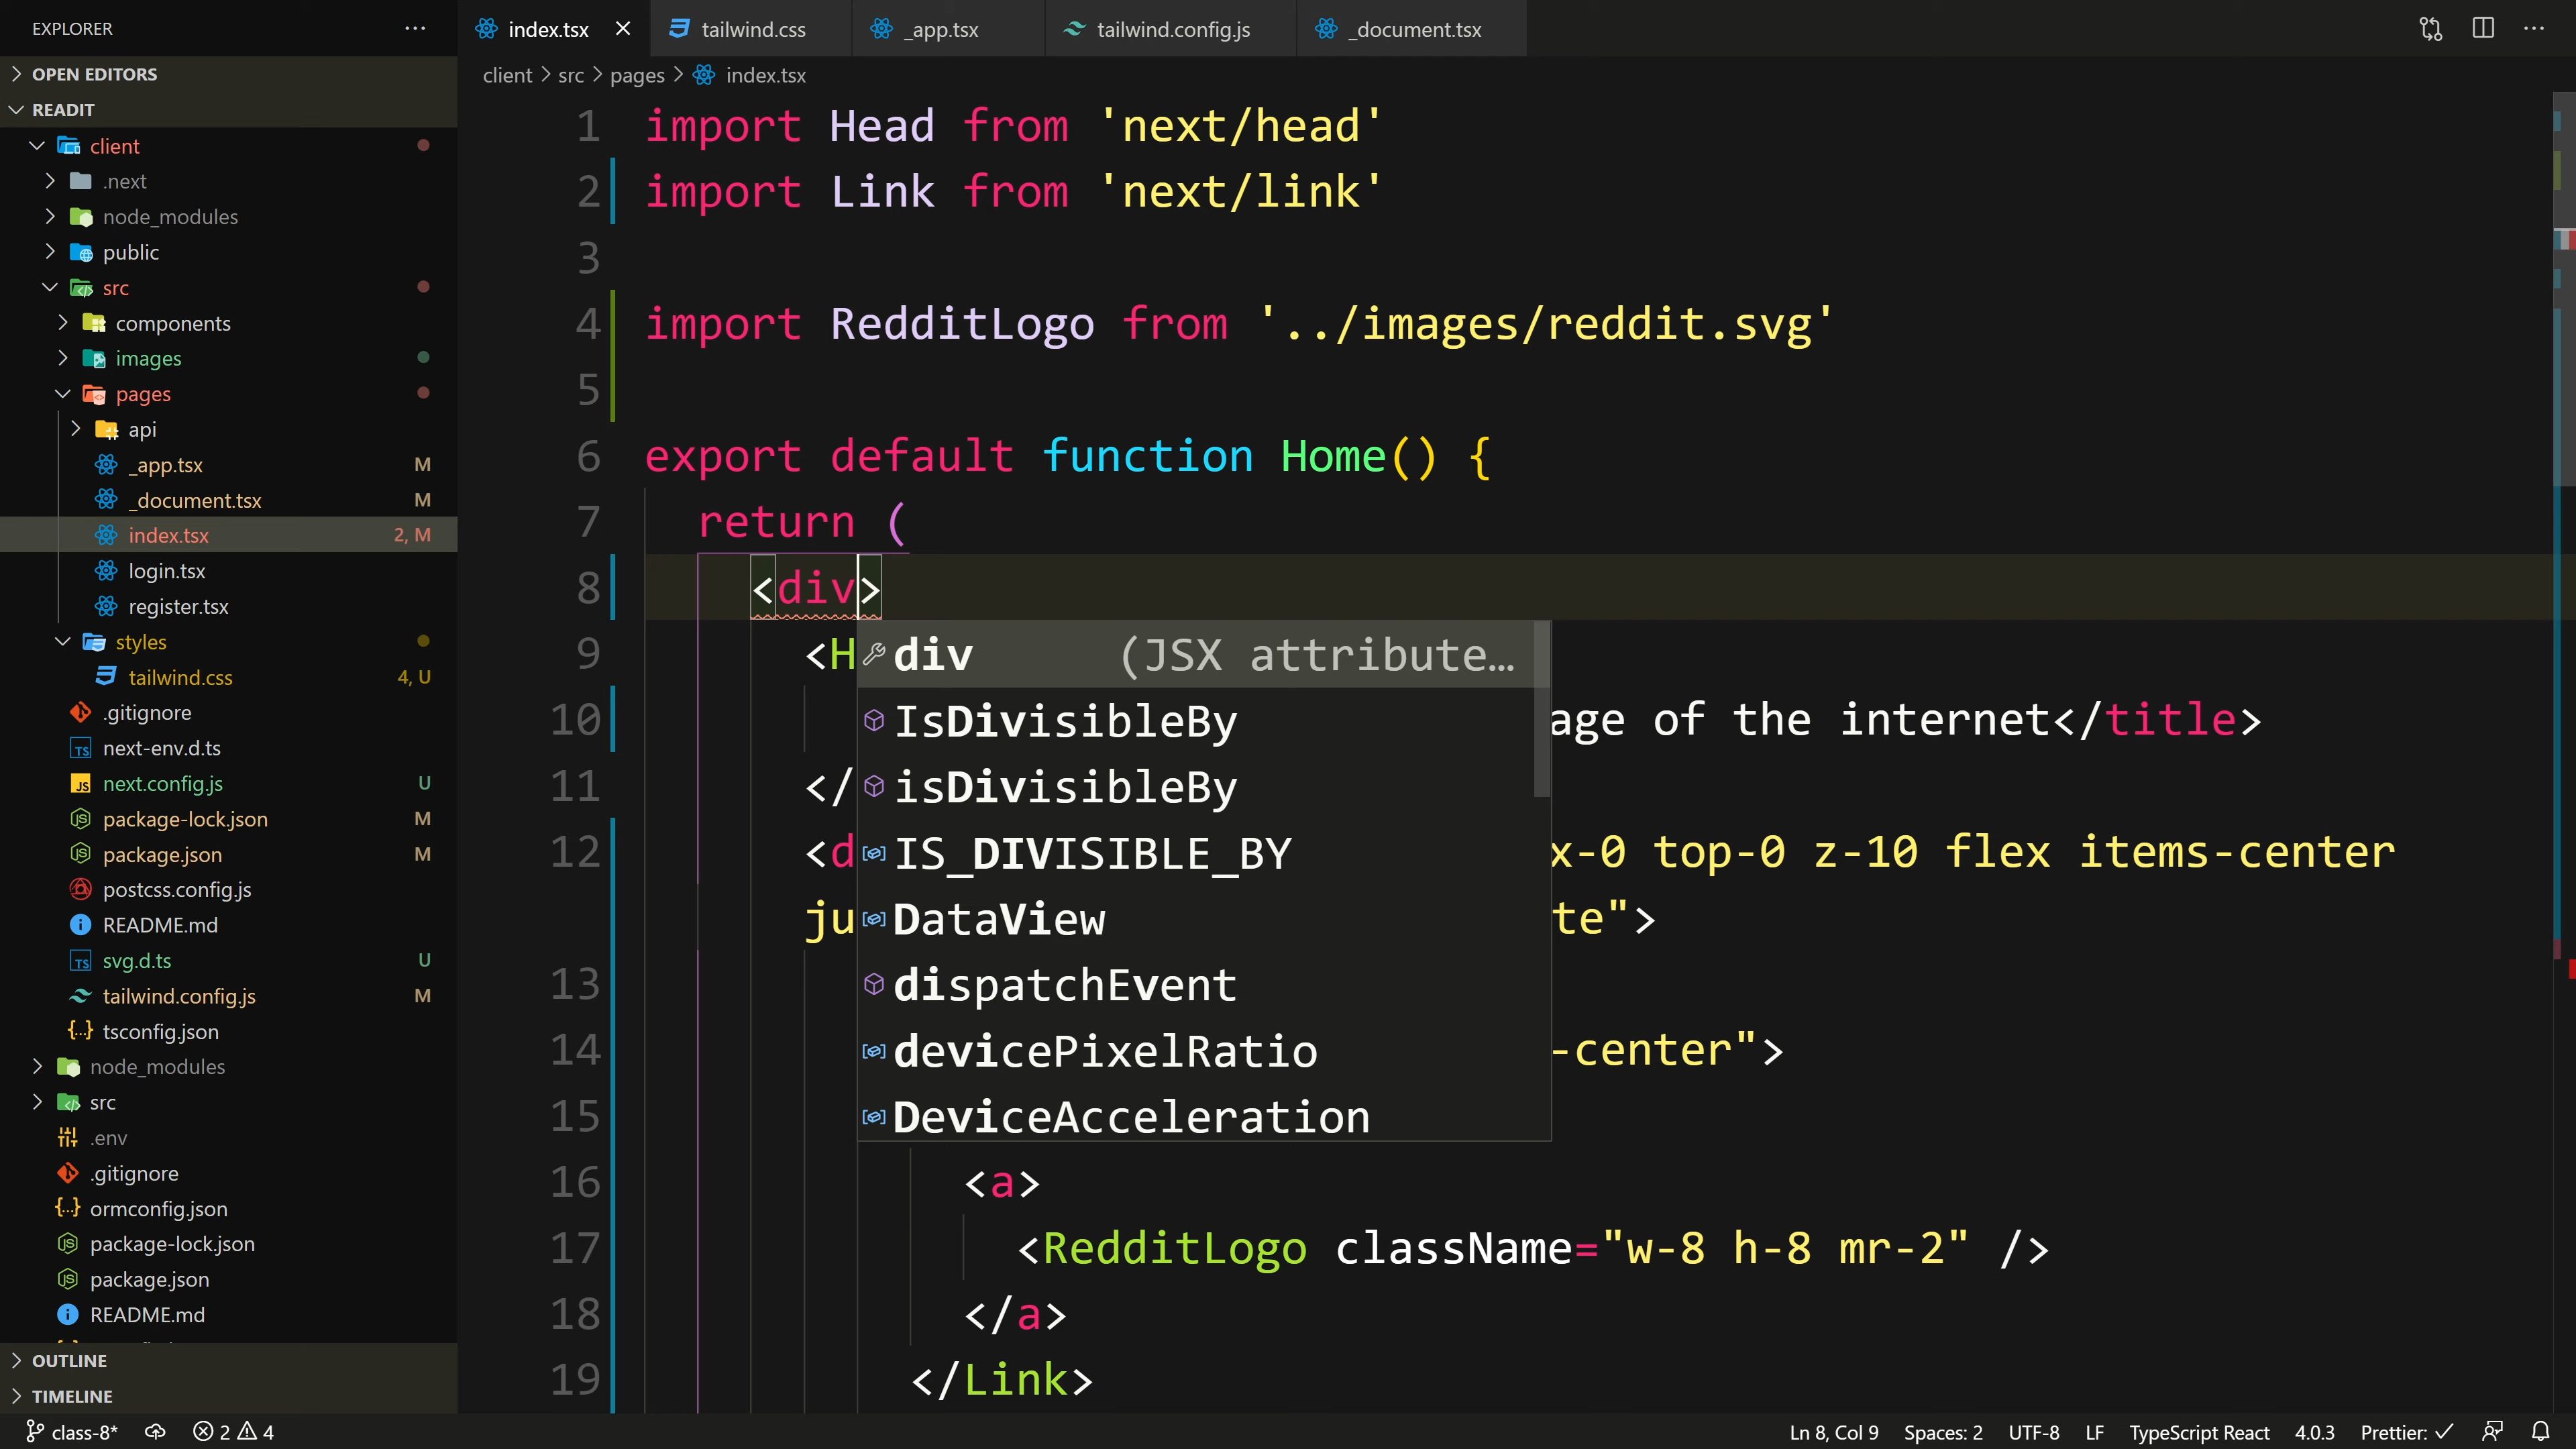 EXPLORER
OPEN EDITORS
READIT
client
.next
node_modules
public
src
components
images
pages
api
_app.tsx M
_document.tsx M
index.tsx 2, M
login.tsx
register.tsx
styles
tailwind.css 4, U
.gitignore
next-env.d.ts
next.config.js U
package-lock.json M
package.json M
postcss.config.js
README.md
svg.d.ts U
tailwind.config.js M
tsconfig.json
node_modules
src
.env
.gitignore
ormconfig.json
package-lock.json
package.json
README.md
OUTLINE
TIMELINE
index.tsx
tailwind.css
_app.tsx
tailwind.config.js
_document.tsx
client > src > pages > index.tsx
1 import Head from 'next/head'
2 import Link from 'next/link'
3
4 import RedditLogo from '../images/reddit.svg'
5
6 export default function Home() {
7 return (
8 <div>
9 <H
10 age of the internet</title>
11 </
12 <d x-0 top-0 z-10 flex items-center
ju te">
13
14 -center">
15
16 <a>
17 <RedditLogo className="w-8 h-8 mr-2" />
18 </a>
19 </Link>
div (JSX attribute…
IsDivisibleBy
isDivisibleBy
IS_DIVISIBLE_BY
DataView
dispatchEvent
devicePixelRatio
DeviceAcceleration
class-8* 2 4 Ln 8, Col 9 Spaces: 2 UTF-8 LF TypeScript React 4.0.3 Prettier: ✓